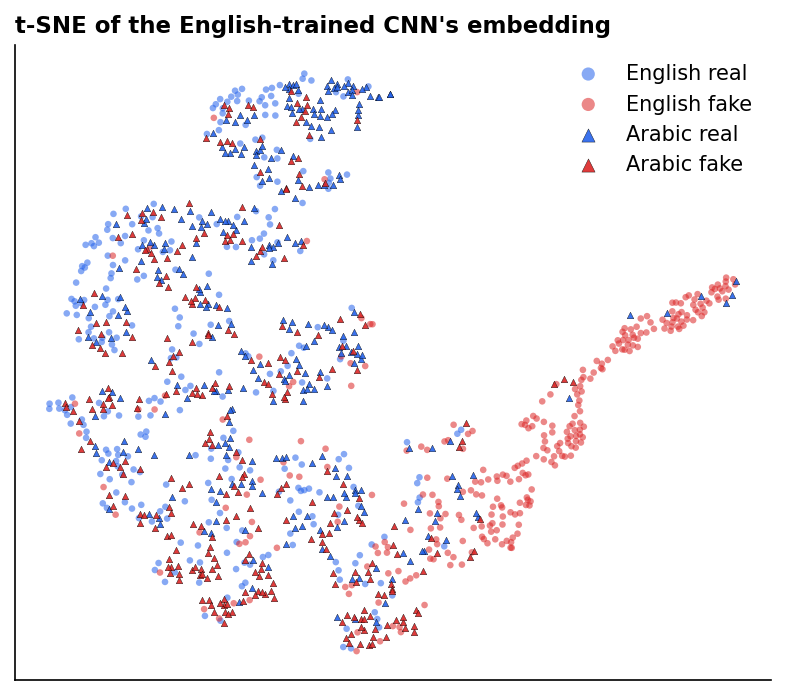 t-SNE of the English-trained CNN's embedding
English real
English fake
Arabic real
Arabic fake